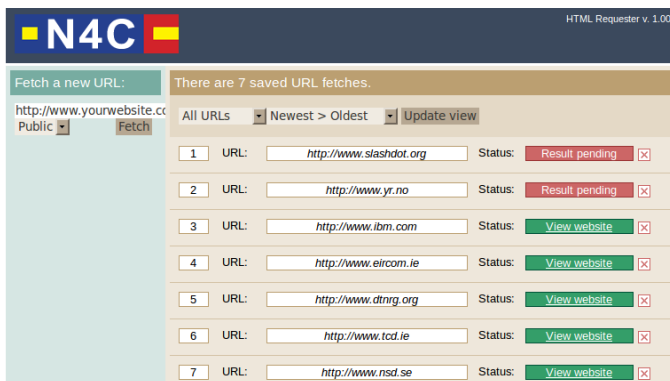 N4C
HTML Requester v. 1.00
Fetch a new URL:
There are 7 saved URL fetches.
http://www.yourwebsite.co
Public
Fetch
All URLs
Newest > Oldest
Update view
1 URL: http://www.slashdot.org Status: Result pending
2 URL: http://www.yr.no Status: Result pending
3 URL: http://www.ibm.com Status: View website
4 URL: http://www.eircom.ie Status: View website
5 URL: http://www.dtnrg.org Status: View website
6 URL: http://www.tcd.ie Status: View website
7 URL: http://www.nsd.se Status: View website